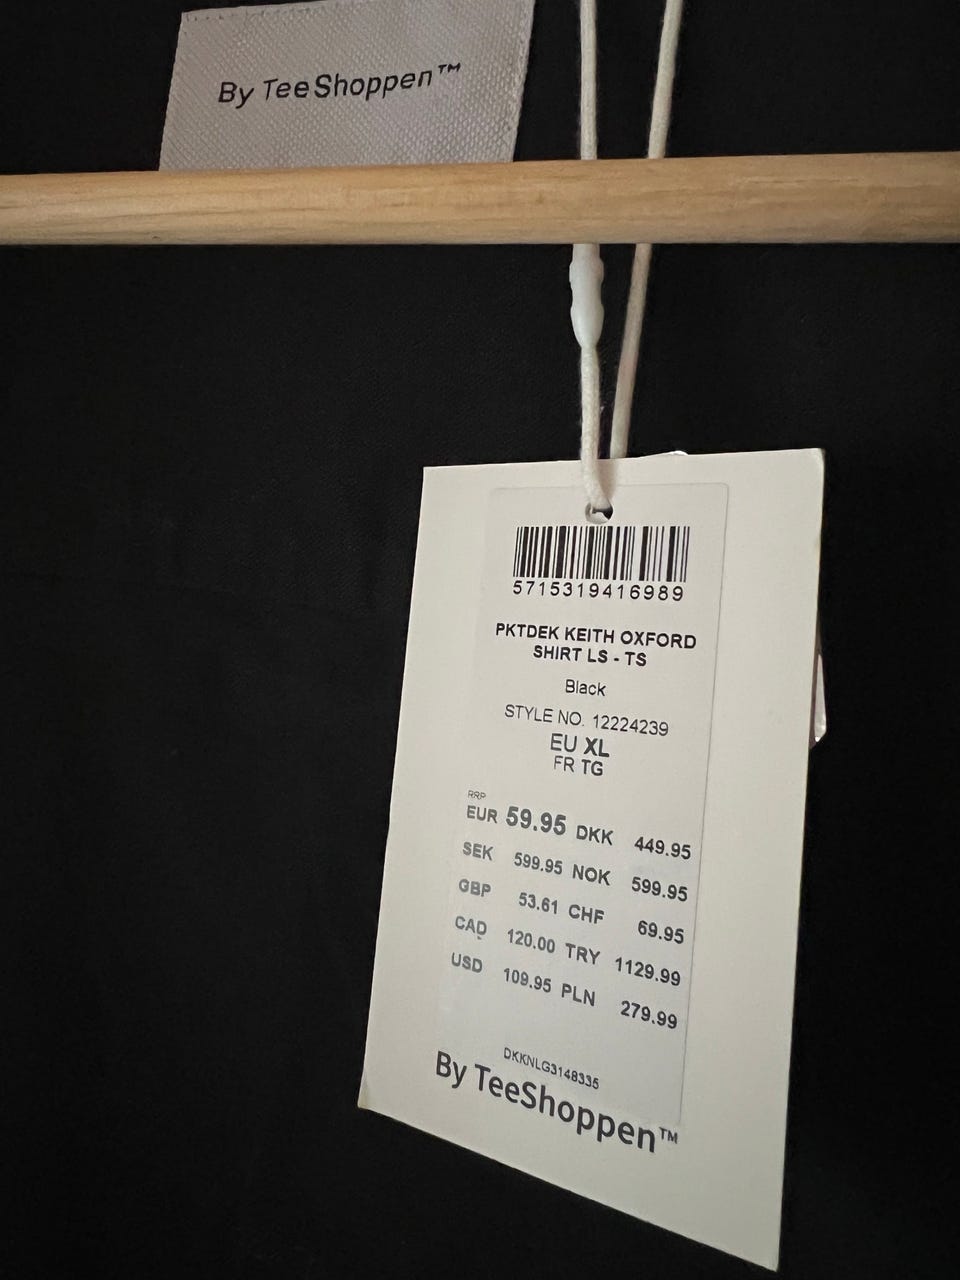 By TeeShoppen™
5715319416989
PKTDEK KEITH OXFORD
SHIRT LS - TS
Black
STYLE NO. 12224239
EU XL
FR TG
RRP
EUR 59.95 DKK 449.95
SEK 599.95 NOK 599.95
GBP 53.61 CHF 69.95
CAD 120.00 TRY 1129.99
USD 109.95 PLN 279.99
DKKNLG3148335
By TeeShoppen™